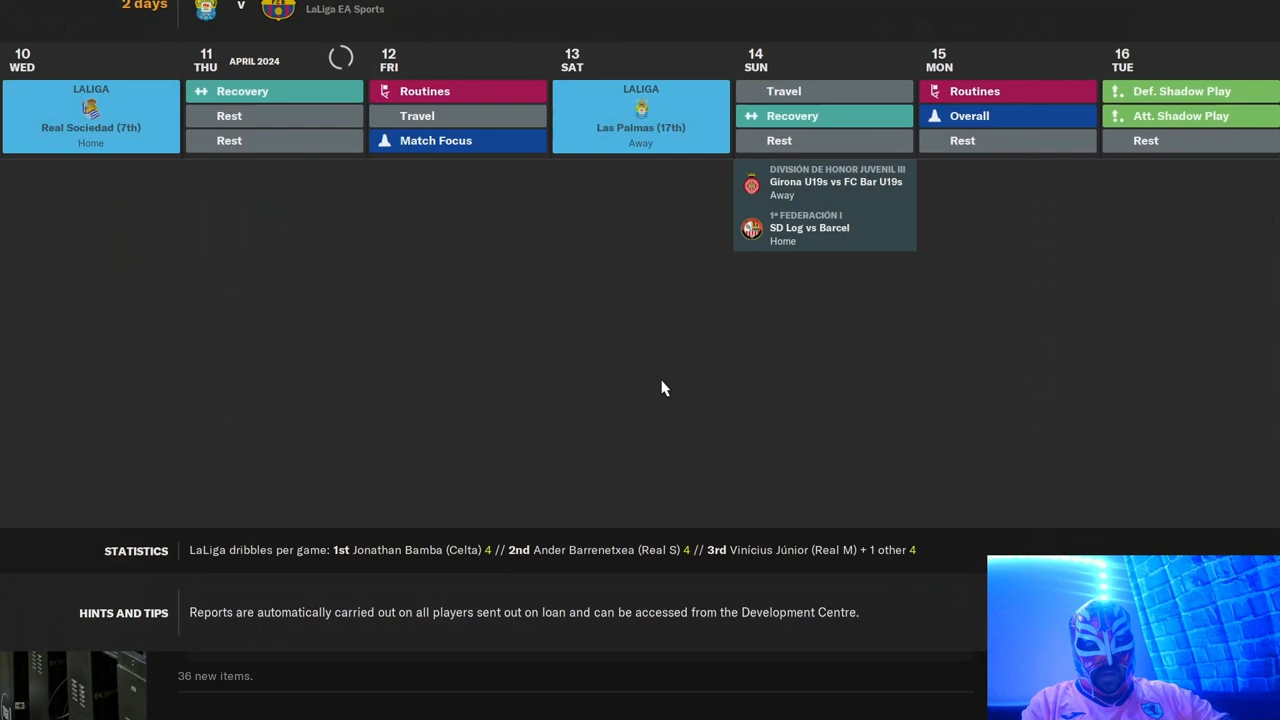 2 days
v
LaLiga EA Sports
10
WED
11
THU
APRIL 2024
12
FRI
13
SAT
14
SUN
15
MON
16
TUE
LALIGA
Real Sociedad (7th)
Home
Recovery
Rest
Rest
Routines
Travel
Match Focus
LALIGA
Las Palmas (17th)
Away
Travel
Recovery
Rest
Routines
Overall
Rest
Def. Shadow Play
Att. Shadow Play
Rest
DIVISIÓN DE HONOR JUVENIL III
Girona U19s vs FC Bar U19s
Away
1ª FEDERACIÓN I
SD Log vs Barcel
Home
STATISTICS
LaLiga dribbles per game: 1st Jonathan Bamba (Celta) 4 // 2nd Ander Barrenetxea (Real S) 4 // 3rd Vinícius Júnior (Real M) + 1 other 4
HINTS AND TIPS
Reports are automatically carried out on all players sent out on loan and can be accessed from the Development Centre.
36 new items.